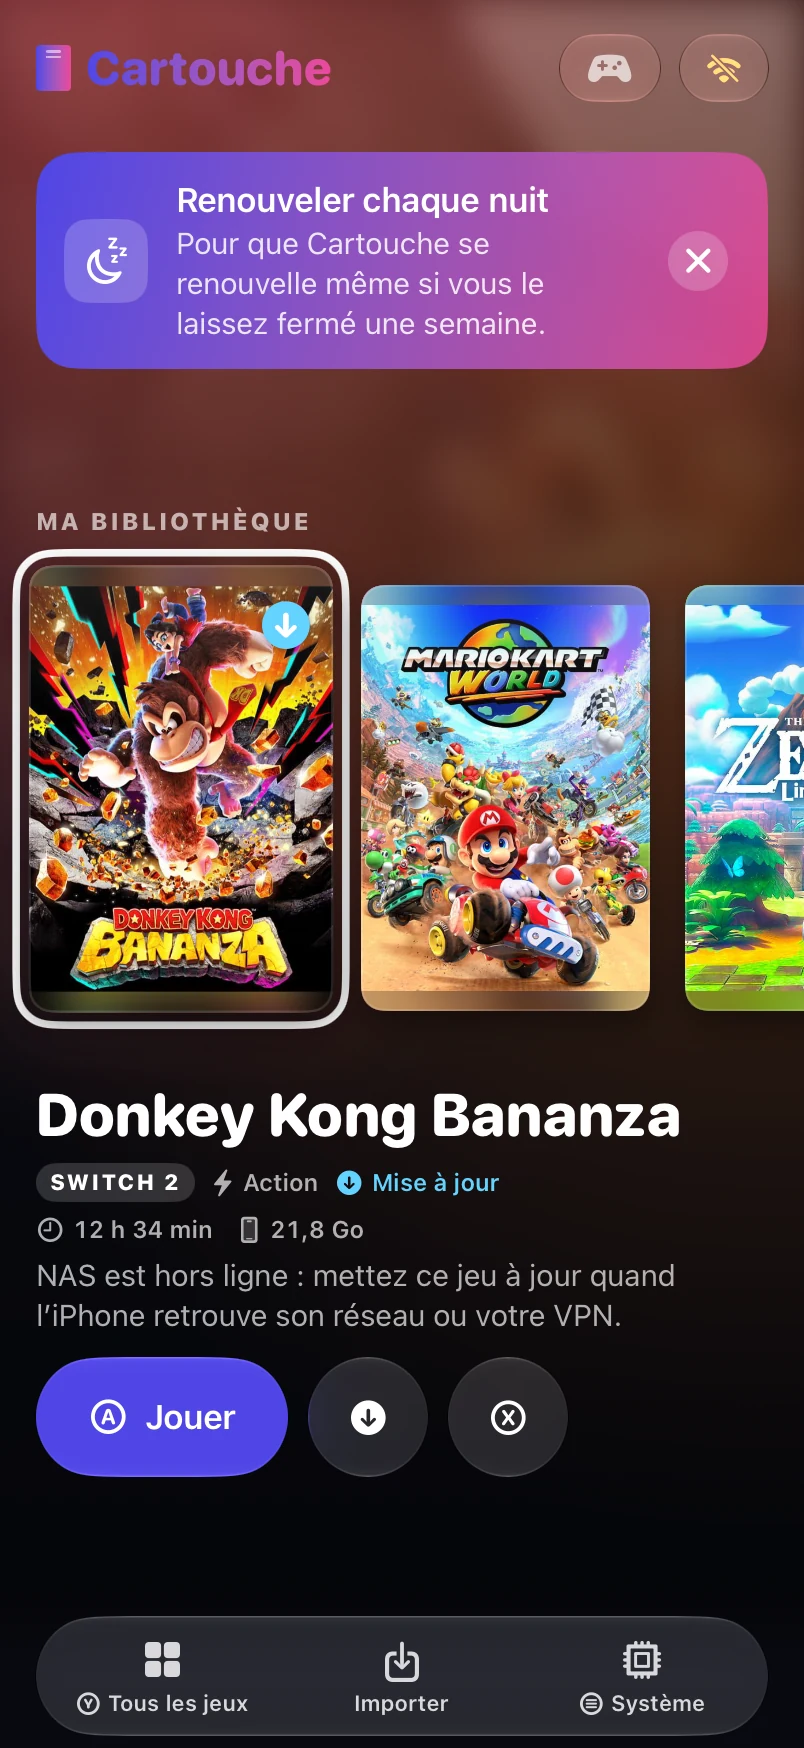 Cartouche
Renouveler chaque nuit
Pour que Cartouche se
renouvelle même si vous le
laissez fermé une semaine.
MA BIBLIOTHÈQUE
DONKEY KONG
BANANZA
MARIOKART
WORLD
Donkey Kong Bananza
SWITCH 2 Action Mise à jour
12 h 34 min 21,8 Go
NAS est hors ligne : mettez ce jeu à jour quand
l’iPhone retrouve son réseau ou votre VPN.
A Jouer X
Y Tous les jeux Importer Système